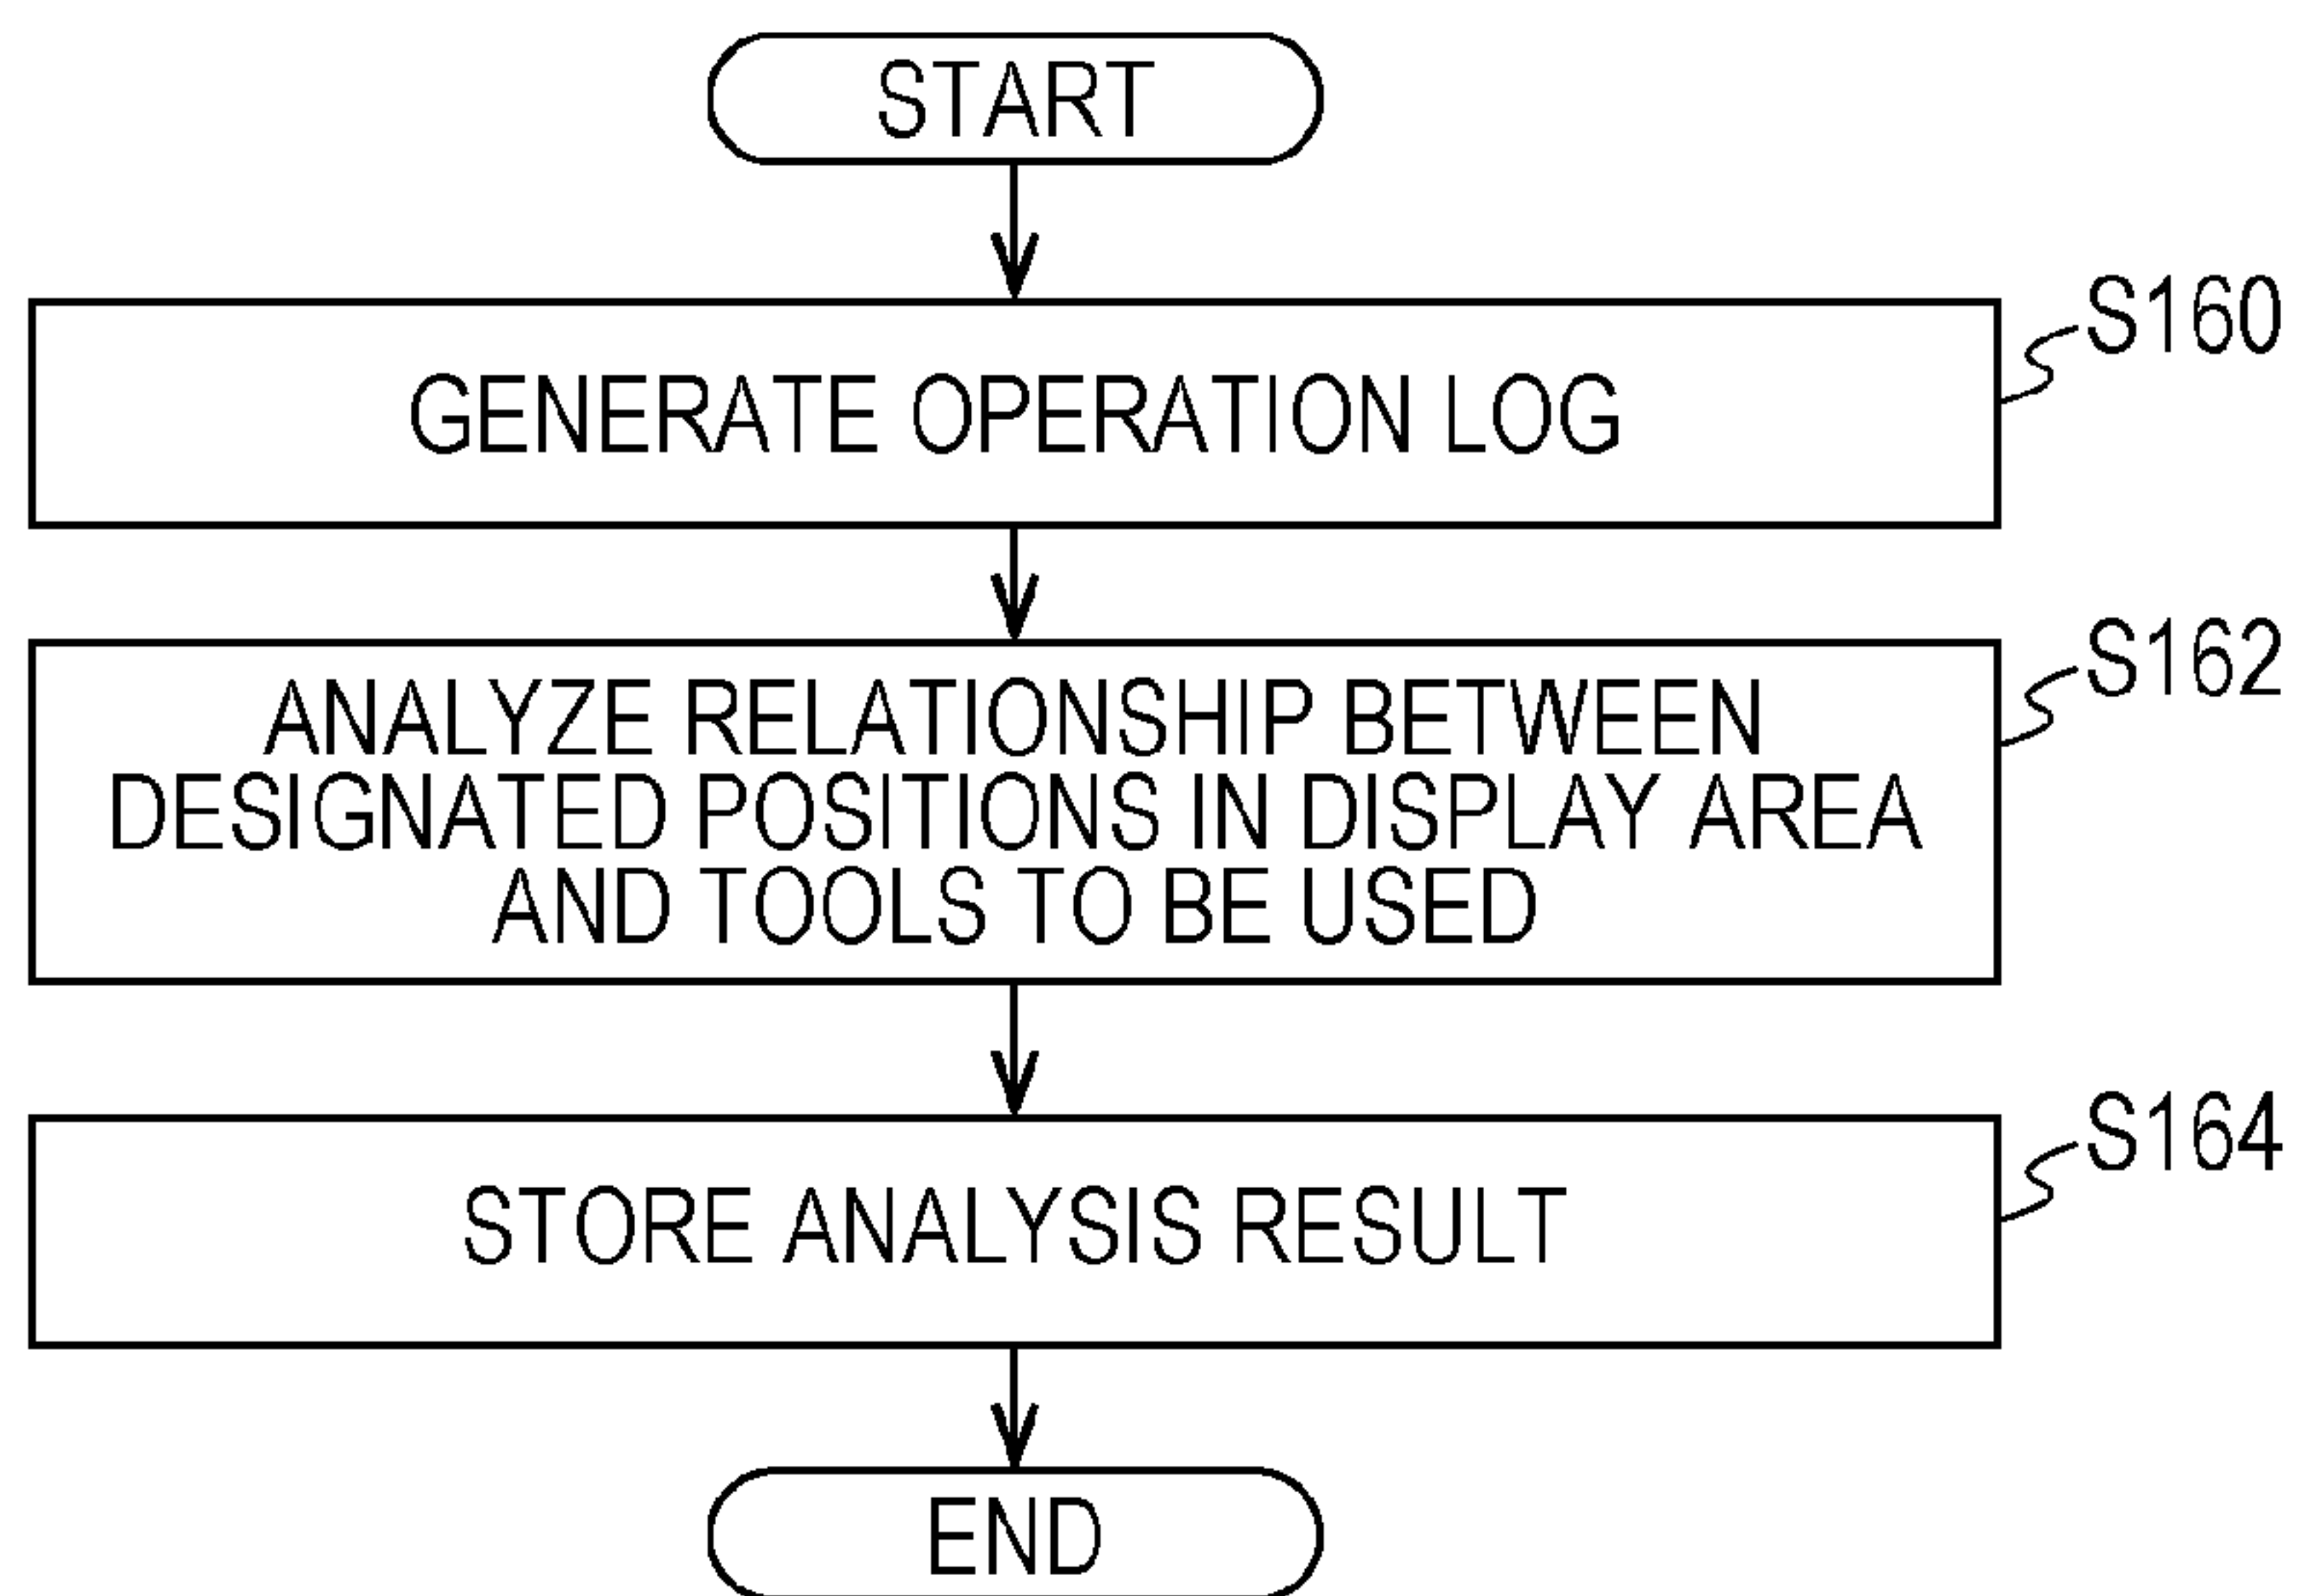 START
GENERATE OPERATION LOG
S160
ANALYZE RELATIONSHIP BETWEEN
DESIGNATED POSITIONS IN DISPLAY AREA
AND TOOLS TO BE USED
S162
STORE ANALYSIS RESULT
S164
END